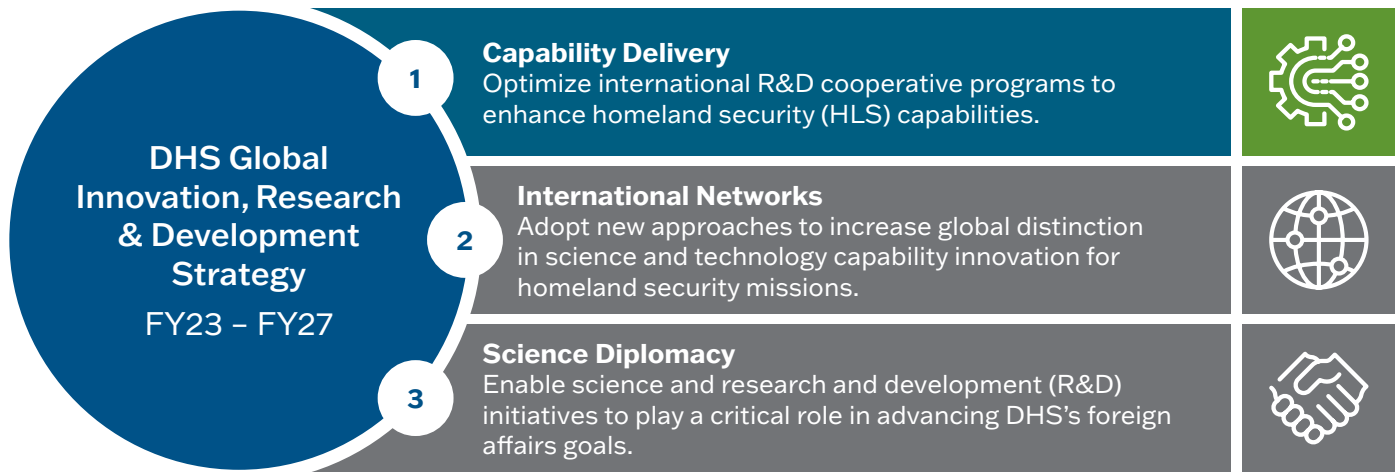 DHS Global
Innovation, Research
& Development
Strategy
FY23 – FY27
1
Capability Delivery
Optimize international R&D cooperative programs to
enhance homeland security (HLS) capabilities.
2
International Networks
Adopt new approaches to increase global distinction
in science and technology capability innovation for
homeland security missions.
3
Science Diplomacy
Enable science and research and development (R&D)
initiatives to play a critical role in advancing DHS’s foreign
affairs goals.